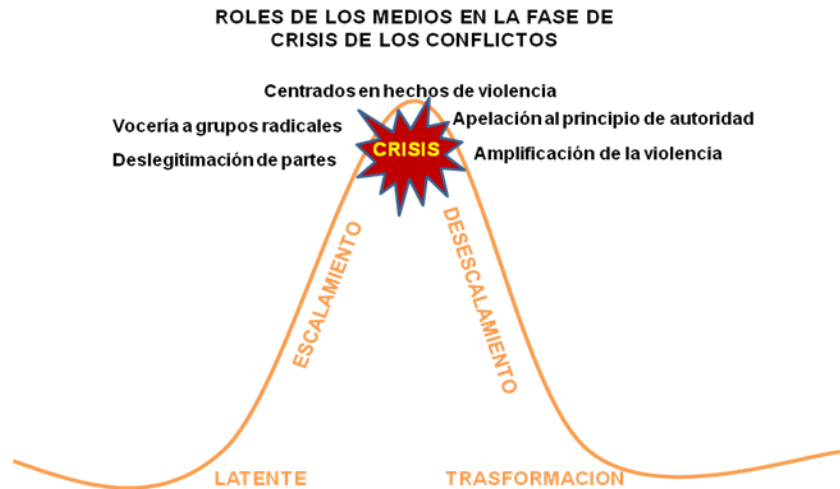 ROLES DE LOS MEDIOS EN LA FASE DE
CRISIS DE LOS CONFLICTOS
Centrados en hechos de violencia
Vocería a grupos radicales
Apelación al principio de autoridad
CRISIS
Deslegitimación de partes
Amplificación de la violencia
ESCALAMIENTO
DESESCALAMIENTO
LATENTE
TRASFORMACION